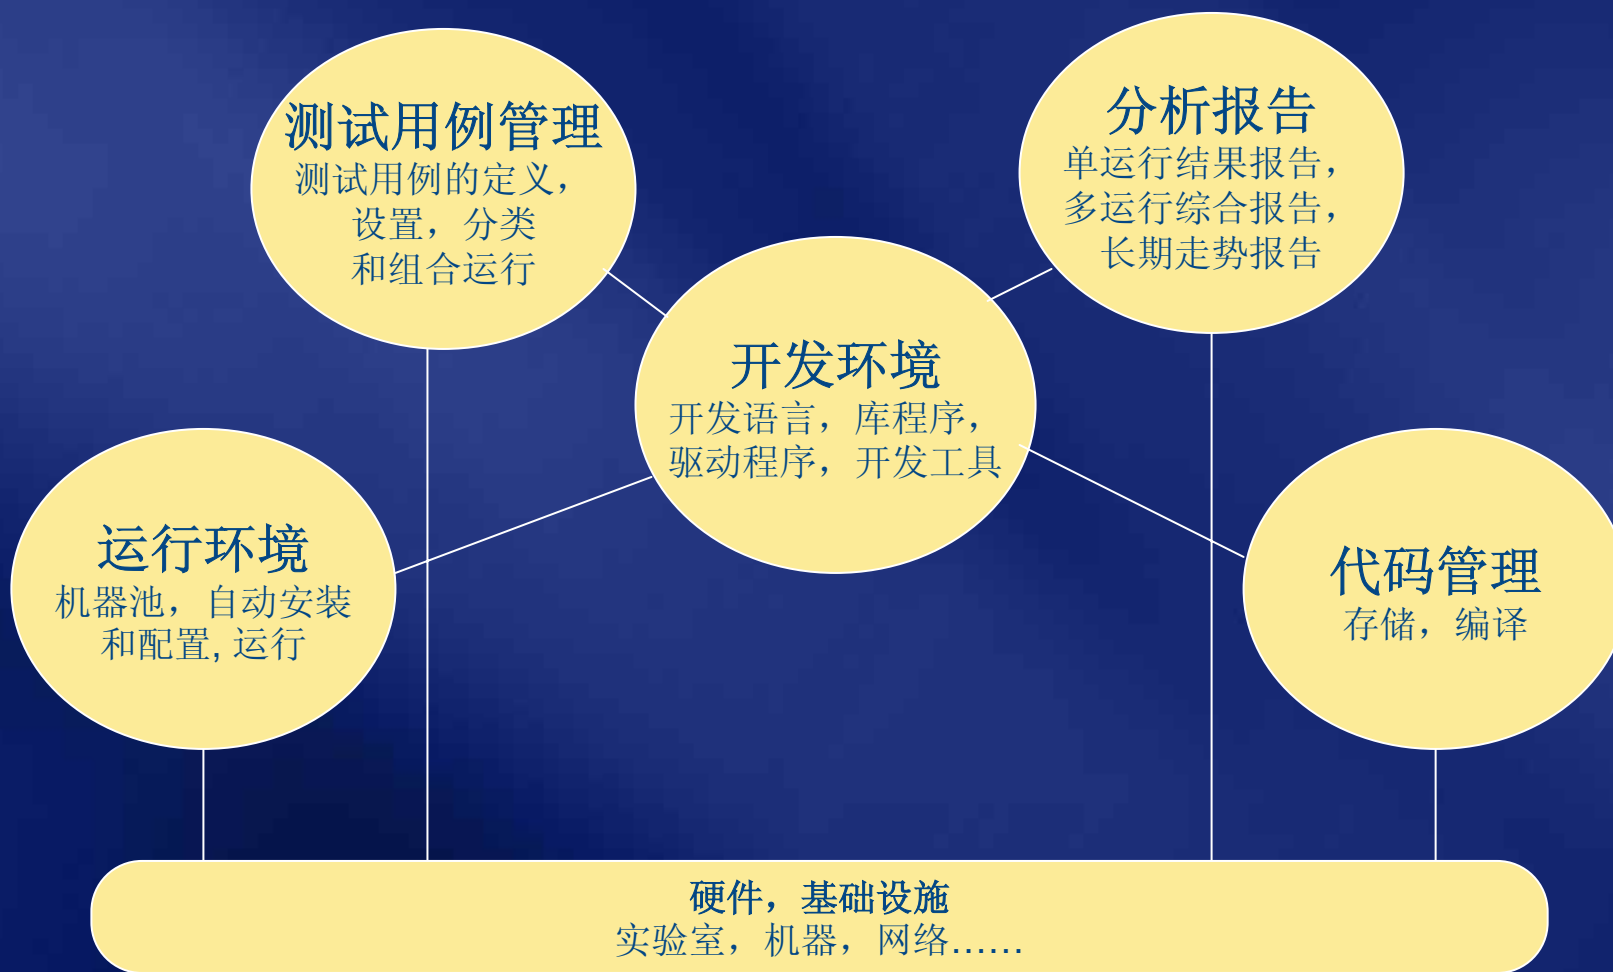 测试用例管理
测试用例的定义，
设置，分类
和组合运行
分析报告
单运行结果报告，
多运行综合报告，
长期走势报告
开发环境
开发语言，库程序，
驱动程序，开发工具
运行环境
机器池，自动安装
和配置, 运行
代码管理
存储，编译
硬件，基础设施
实验室，机器，网络......